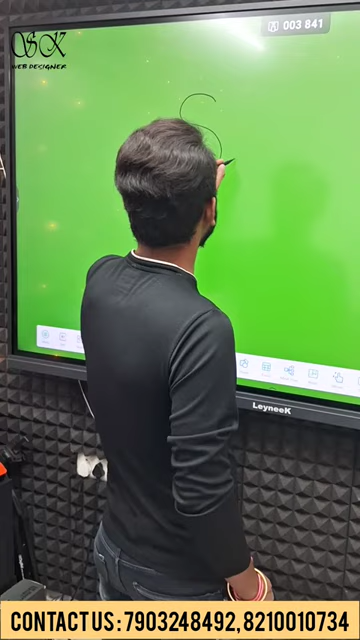 003 841
SK
WEB DESIGNER
LeyneeK
CONTACT US : 7903248492, 8210010734